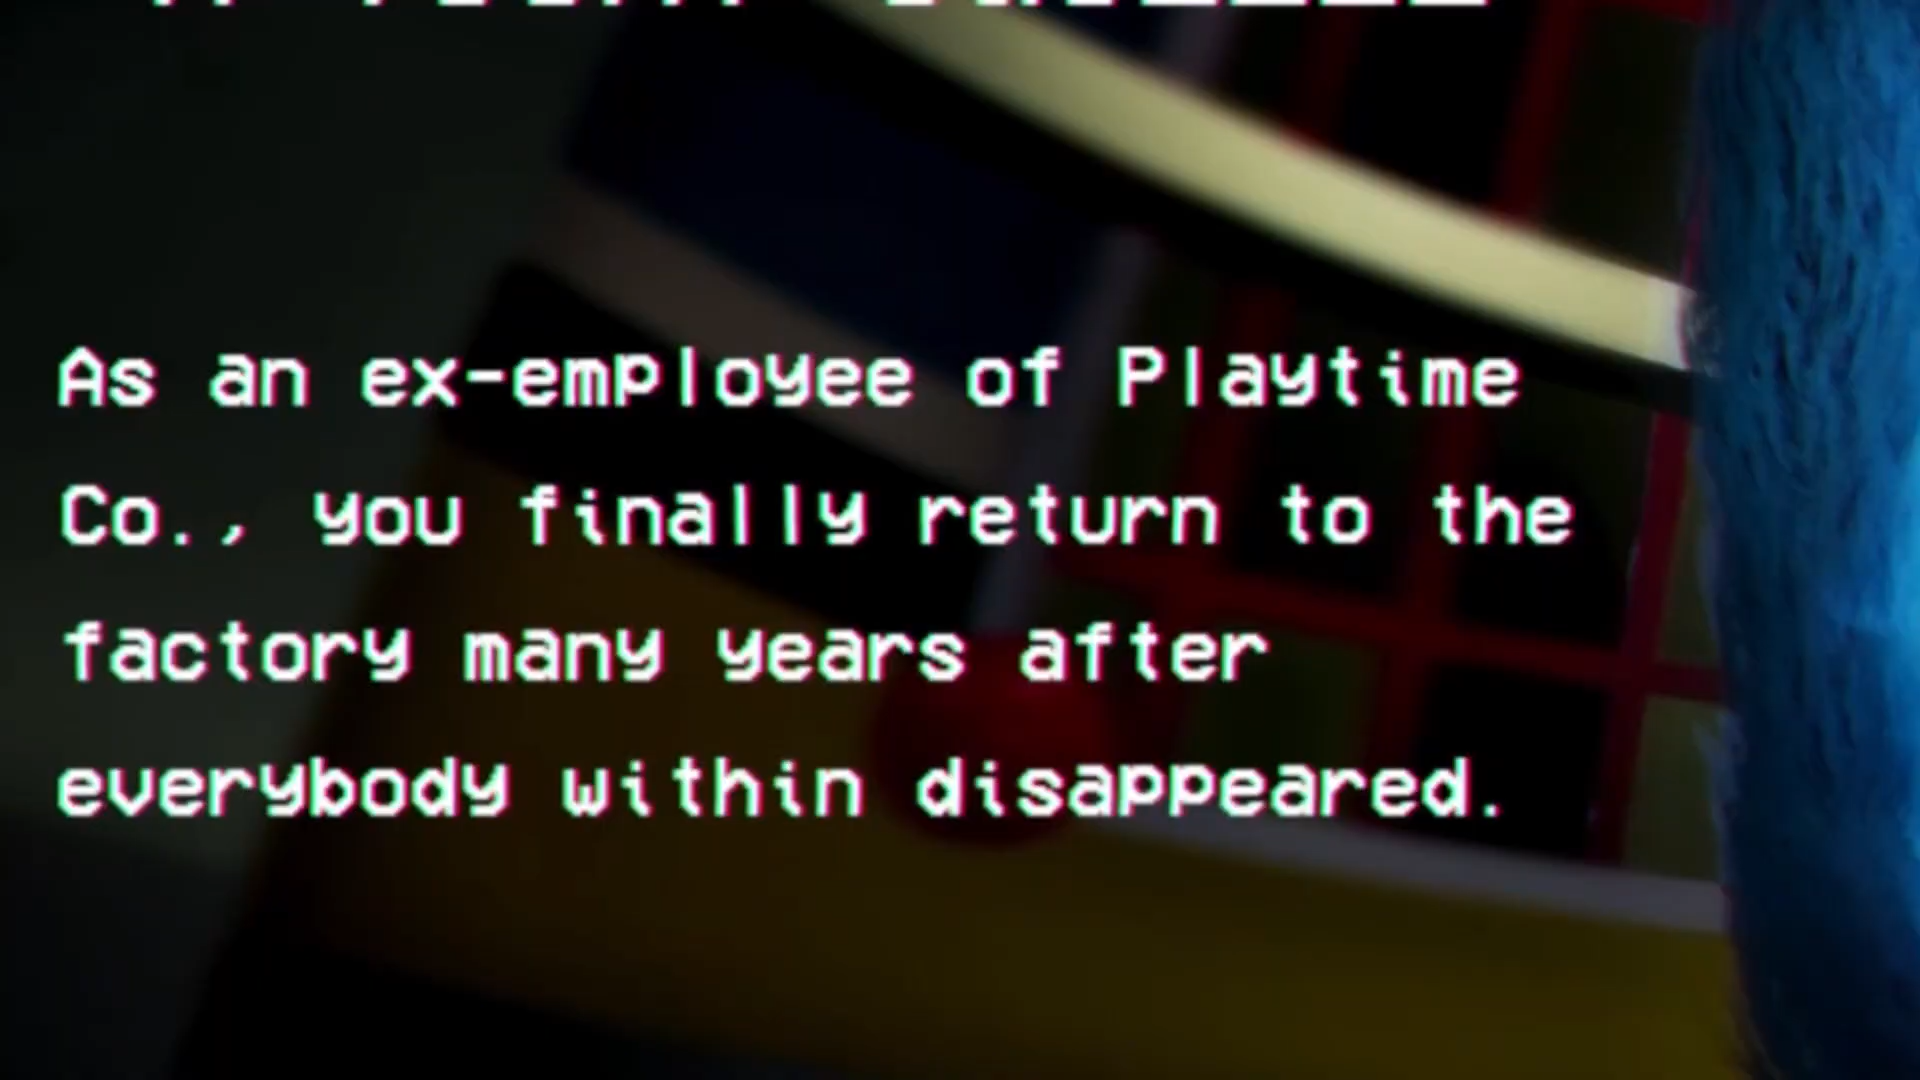 As an ex-employee of Playtime
Co., you finally return to the
factory many years after
everybody within disappeared.